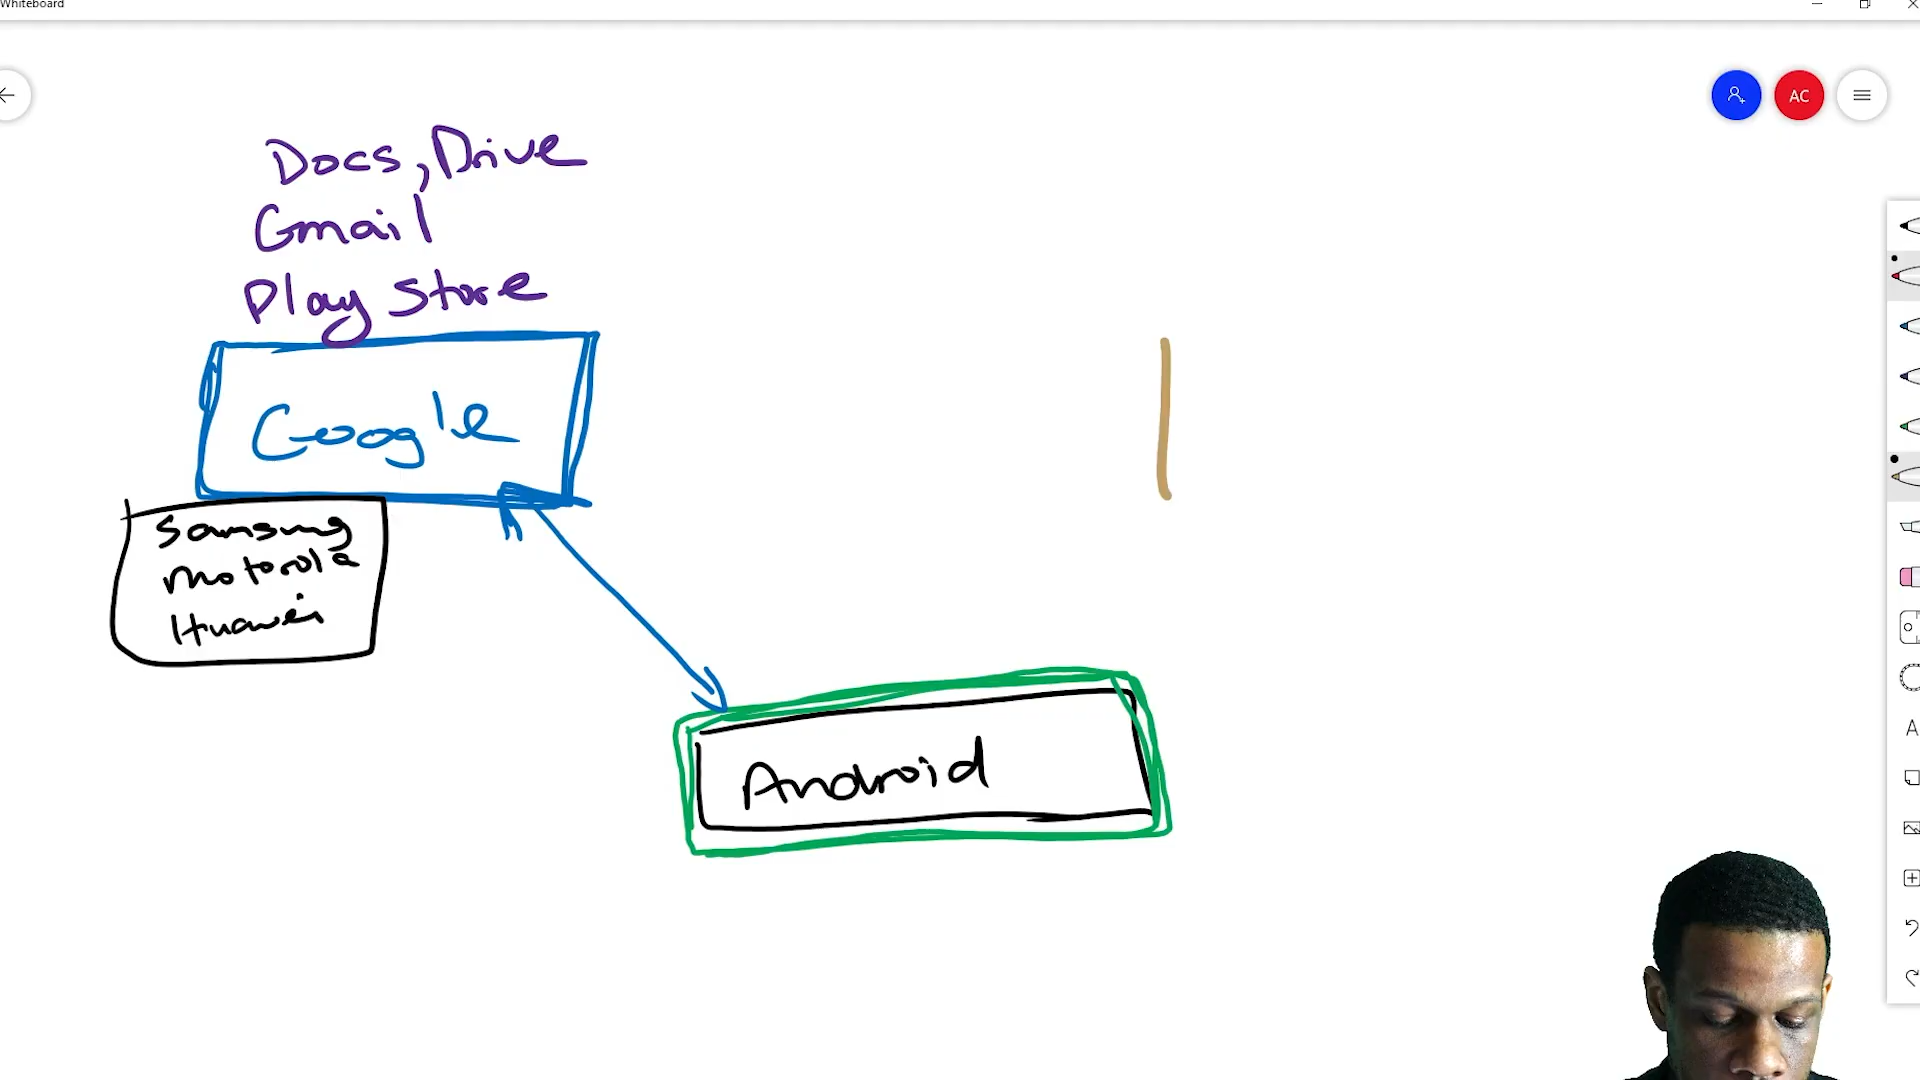 Whiteboard
AC
Docs, Drive
Gmail
Play Store
Google
Samsung
Motorola
Huawei
Android
A